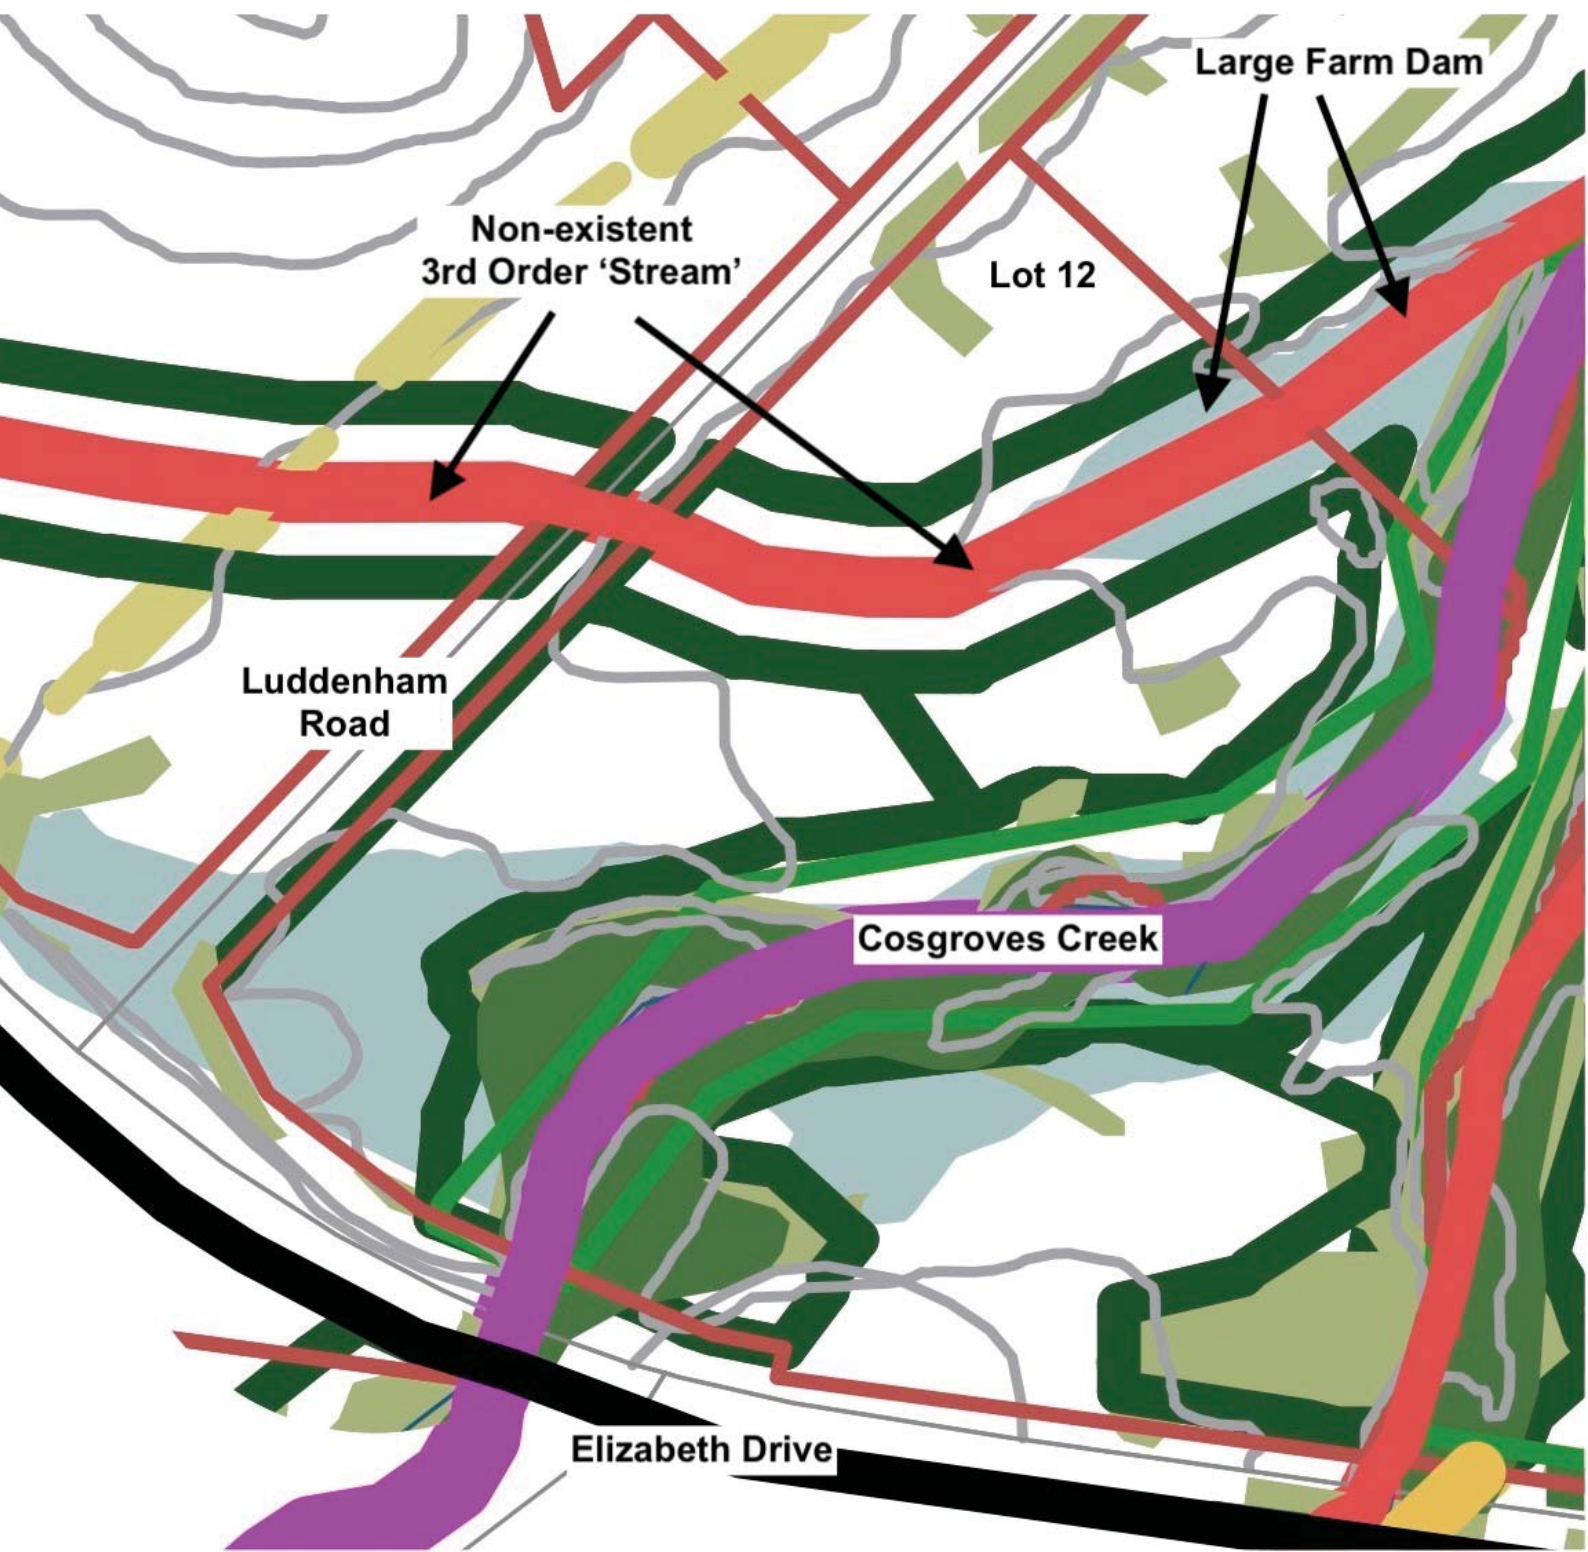 Large Farm Dam
Non-existent
3rd Order ‘Stream’
Lot 12
Luddenham
Road
Cosgroves Creek
Elizabeth Drive